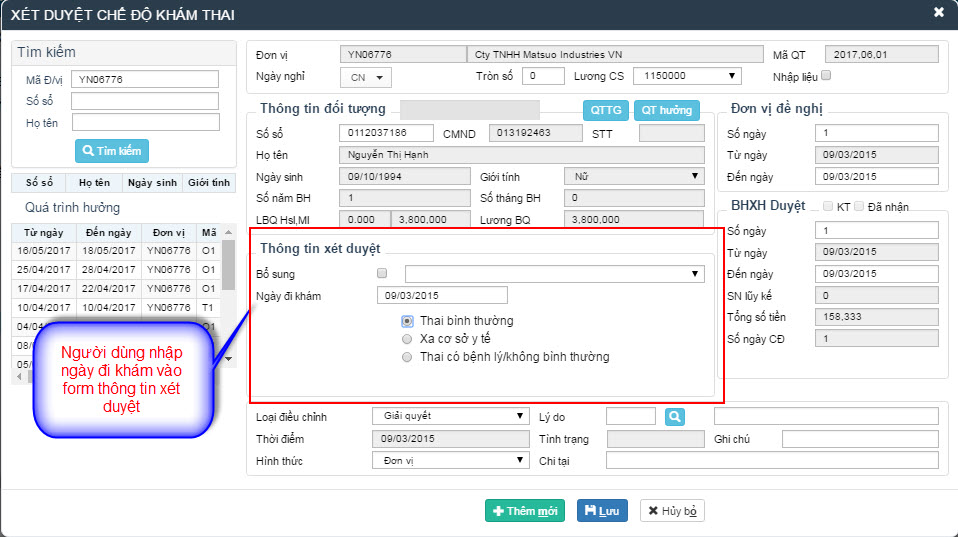 XÉT DUYỆT CHẾ ĐỘ KHÁM THAI
Tìm kiếm
Mã Đ/vị YN06776
Số sổ
Họ tên
Tìm kiếm
Số sổ Họ tên Ngày sinh Giới tính
Quá trình hưởng
Từ ngày Đến ngày Đơn vị Mã
16/05/2017 18/05/2017 YN06776 O1
25/04/2017 28/04/2017 YN06776 O1
17/04/2017 22/04/2017 YN06776 O1
10/04/2017 10/04/2017 YN06776 T1
04/04
08/
05/
Người dùng nhập
ngày đi khám vào
form thông tin xét
duyệt
Đơn vị YN06776 Cty TNHH Matsuo Industries VN Mã QT 2017,06,01
Ngày nghỉ CN Tròn số 0 Lương CS 1150000 Nhập liệu
Thông tin đối tượng QTTG QT hưởng
Số sổ 0112037186 CMND 013192463 STT
Họ tên Nguyễn Thị Hạnh
Ngày sinh 09/10/1994 Giới tính Nữ
Số năm BH 1 Số tháng BH 0
LBQ Hsl,Ml 0.000 3,800,000 Lương BQ 3,800,000
Thông tin xét duyệt
Bổ sung
Ngày đi khám 09/03/2015
Thai bình thường
Xa cơ sở y tế
Thai có bệnh lý/không bình thường
Đơn vị đề nghị
Số ngày 1
Từ ngày 09/03/2015
Đến ngày 09/03/2015
BHXH Duyệt KT Đã nhận
Số ngày 1
Từ ngày 09/03/2015
Đến ngày 09/03/2015
SN lũy kế 0
Tổng số tiền 158,333
Số ngày CĐ 1
Loại điều chỉnh Giải quyết Lý do
Thời điểm 09/03/2015 Tình trạng Ghi chú
Hình thức Đơn vị Chi tại
Thêm mới Lưu Hủy bỏ